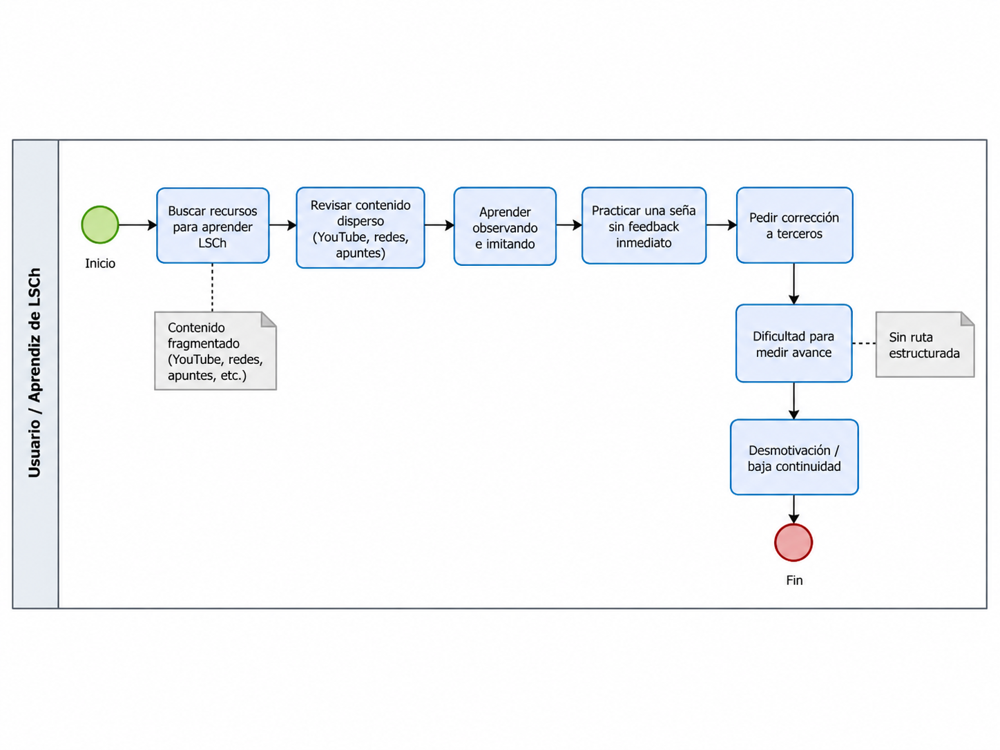 Usuario / Aprendiz de LSCh
Inicio
Buscar recursos
para aprender
LSCh
Revisar contenido
disperso
(YouTube, redes,
apuntes)
Aprender
observando
e imitando
Practicar una seña
sin feedback
inmediato
Pedir corrección
a terceros
Contenido
fragmentado
(YouTube, redes,
apuntes, etc.)
Dificultad para
medir avance
Sin ruta
estructurada
Desmotivación /
baja continuidad
Fin